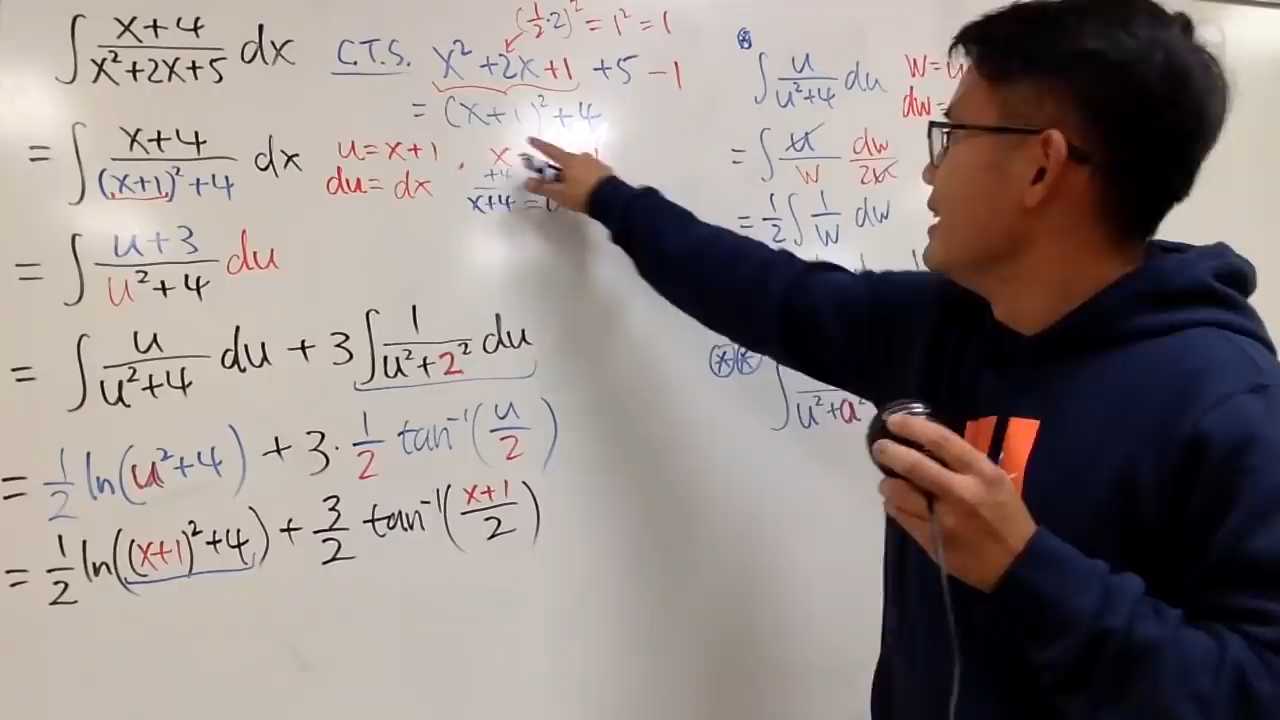 ∫ (x+4)/(x²+2x+5) dx
C.T.S. x² +2x+1 +5 −1
(1/2·2)² = 1² = 1
= (x+1)² +4
= ∫ (x+4)/((x+1)²+4) dx
u = x+1
du = dx
x
+4
x+4 =
= ∫ (u+3)/(u²+4) du
= ∫ u/(u²+4) du + 3∫ 1/(u²+2²) du
= 1/2 ln(u²+4) + 3· 1/2 tan⁻¹(u/2)
= 1/2 ln((x+1)²+4) + 3/2 tan⁻¹((x+1)/2)
* ∫ u/(u²+4) du
w =
dw =
= ∫ u/w dw/2u
= 1/2 ∫ 1/w dw
** ∫
u²+a²